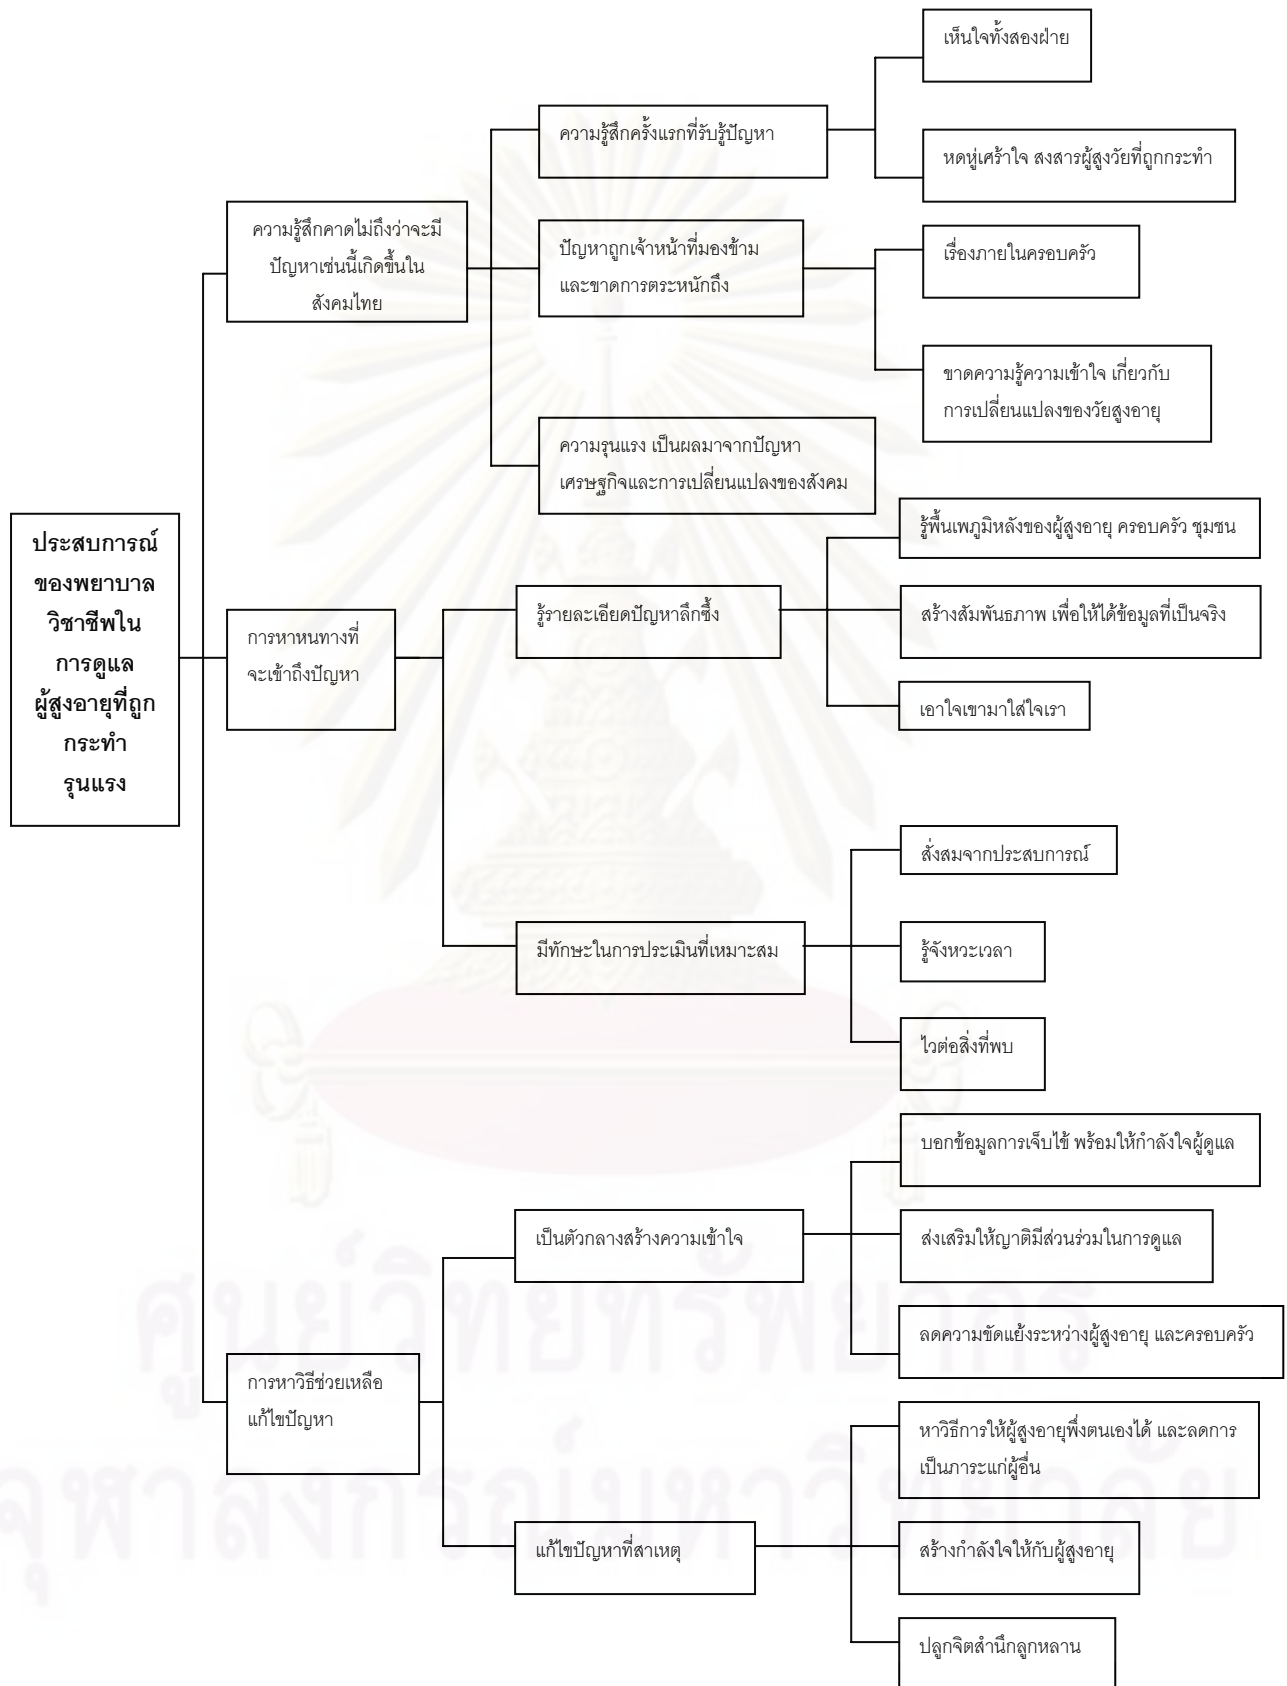 ประสบการณ์
ของพยาบาล
วิชาชีพใน
การดูแล
ผู้สูงอายุที่ถูก
กระทำ
รุนแรง
ความรู้สึกคาดไม่ถึงว่าจะมี
ปัญหาเช่นนี้เกิดขึ้นใน
สังคมไทย
ความรู้สึกครั้งแรกที่รับรู้ปัญหา
เห็นใจทั้งสองฝ่าย
หดหู่เศร้าใจ สงสารผู้สูงวัยที่ถูกกระทำ
ปัญหาถูกเจ้าหน้าที่มองข้าม
และขาดการตระหนักถึง
เรื่องภายในครอบครัว
ขาดความรู้ความเข้าใจ เกี่ยวกับ
การเปลี่ยนแปลงของวัยสูงอายุ
ความรุนแรง เป็นผลมาจากปัญหา
เศรษฐกิจและการเปลี่ยนแปลงของสังคม
การหาหนทางที่
จะเข้าถึงปัญหา
รู้รายละเอียดปัญหาลึกซึ้ง
รู้พื้นเพภูมิหลังของผู้สูงอายุ ครอบครัว ชุมชน
สร้างสัมพันธภาพ เพื่อให้ได้ข้อมูลที่เป็นจริง
เอาใจเขามาใส่ใจเรา
มีทักษะในการประเมินที่เหมาะสม
สั่งสมจากประสบการณ์
รู้จังหวะเวลา
ไวต่อสิ่งที่พบ
การหาวิธีช่วยเหลือ
แก้ไขปัญหา
เป็นตัวกลางสร้างความเข้าใจ
บอกข้อมูลการเจ็บไข้ พร้อมให้กำลังใจผู้ดูแล
ส่งเสริมให้ญาติมีส่วนร่วมในการดูแล
ลดความขัดแย้งระหว่างผู้สูงอายุ และครอบครัว
แก้ไขปัญหาที่สาเหตุ
หาวิธีการให้ผู้สูงอายุพึ่งตนเองได้ และลดการ
เป็นภาระแก่ผู้อื่น
สร้างกำลังใจให้กับผู้สูงอายุ
ปลูกจิตสำนึกลูกหลาน
ศูนย์วิทยทรัพยากร
จุฬาลงกรณ์มหาวิทยาลัย